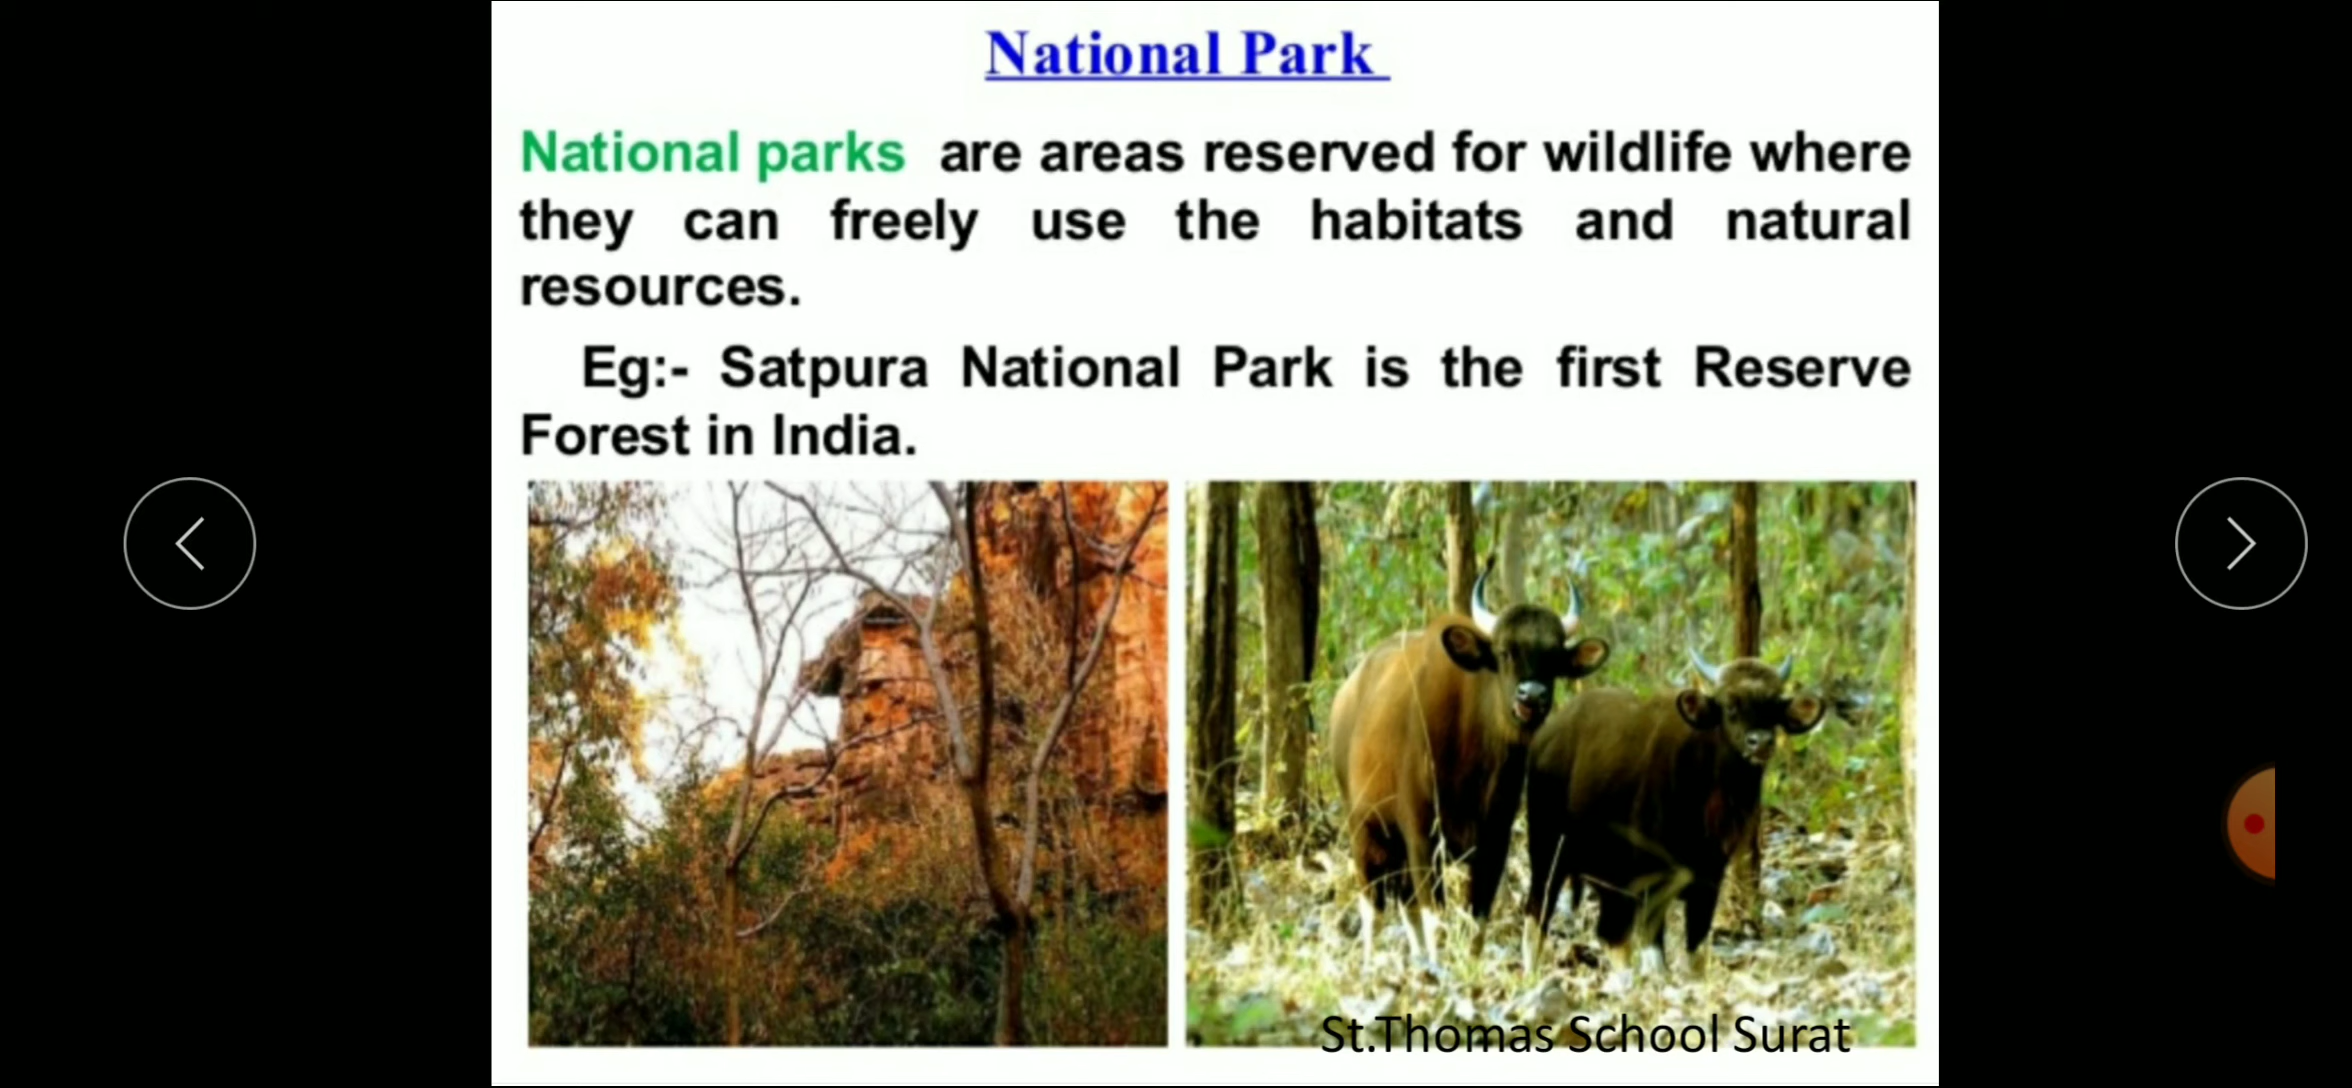 National Park
National parks are areas reserved for wildlife where
they can freely use the habitats and natural
resources.
Eg:- Satpura National Park is the first Reserve
Forest in India.
St.Thomas School Surat